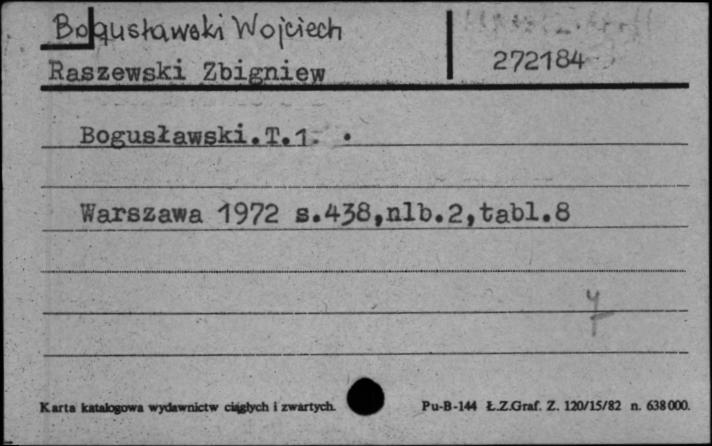 Bogusławski Wojciech
Raszewski Zbigniew
272184
Bogusławski.T.1.
Warszawa 1972 s.438,nlb.2,tabl.8
4
Karta katalogowa wydawnictw ciągłych i zwartych.
Pu-B-144 Ł.Z.Graf. Z. 120/15/82 n. 638000.